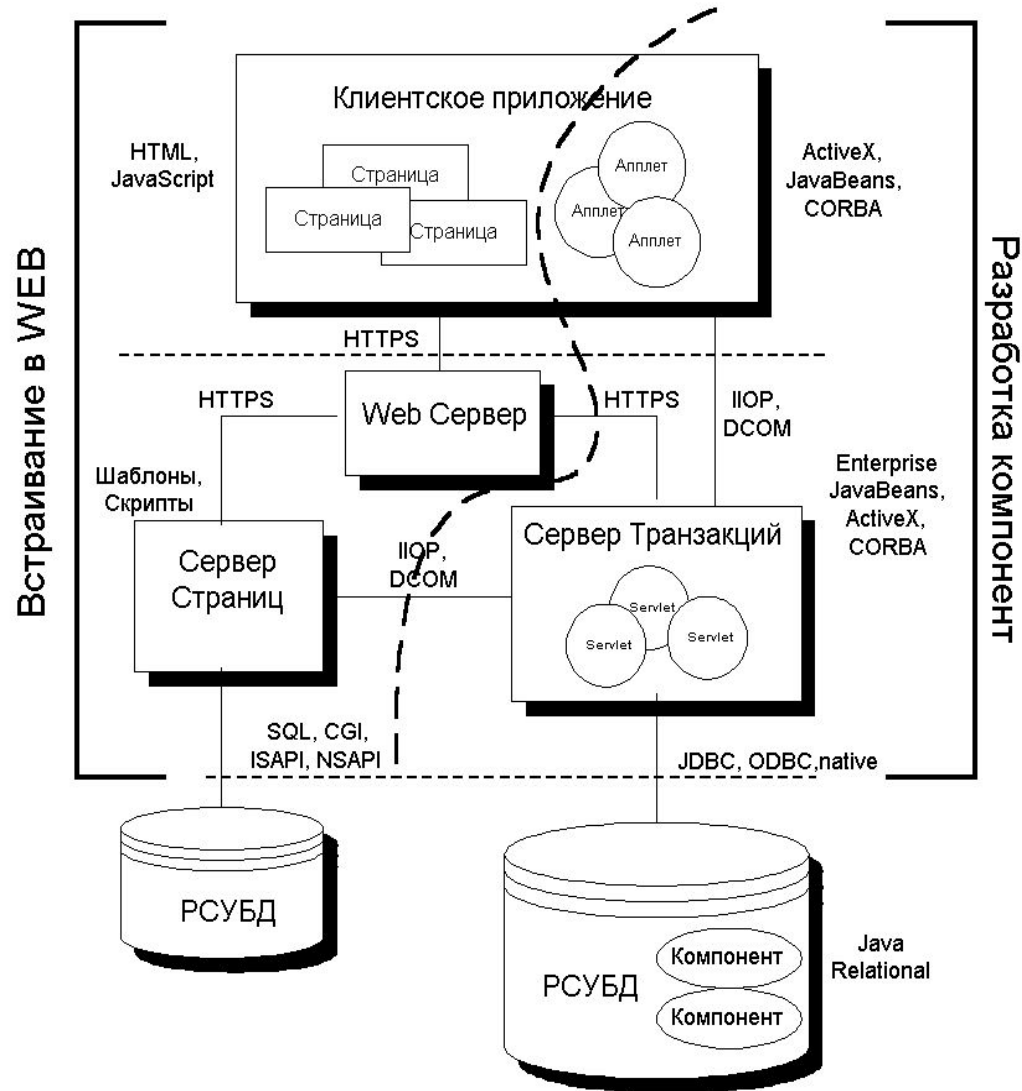 Клиентское приложение
HTML,
JavaScript
Страница
Страница
Страница
Апплет
Апплет
Апплет
ActiveX,
JavaBeans,
CORBA
Встраивание в WEB
Разработка компонент
HTTPS
HTTPS
Web Сервер
HTTPS
IIOP,
DCOM
Шаблоны,
Скрипты
Enterprise
JavaBeans,
ActiveX,
CORBA
Сервер
Страниц
IIOP,
DCOM
Сервер Транзакций
Servlet
Servlet
Servlet
SQL, CGI,
ISAPI, NSAPI
JDBC, ODBC,native
РСУБД
РСУБД
Компонент
Компонент
Java
Relational